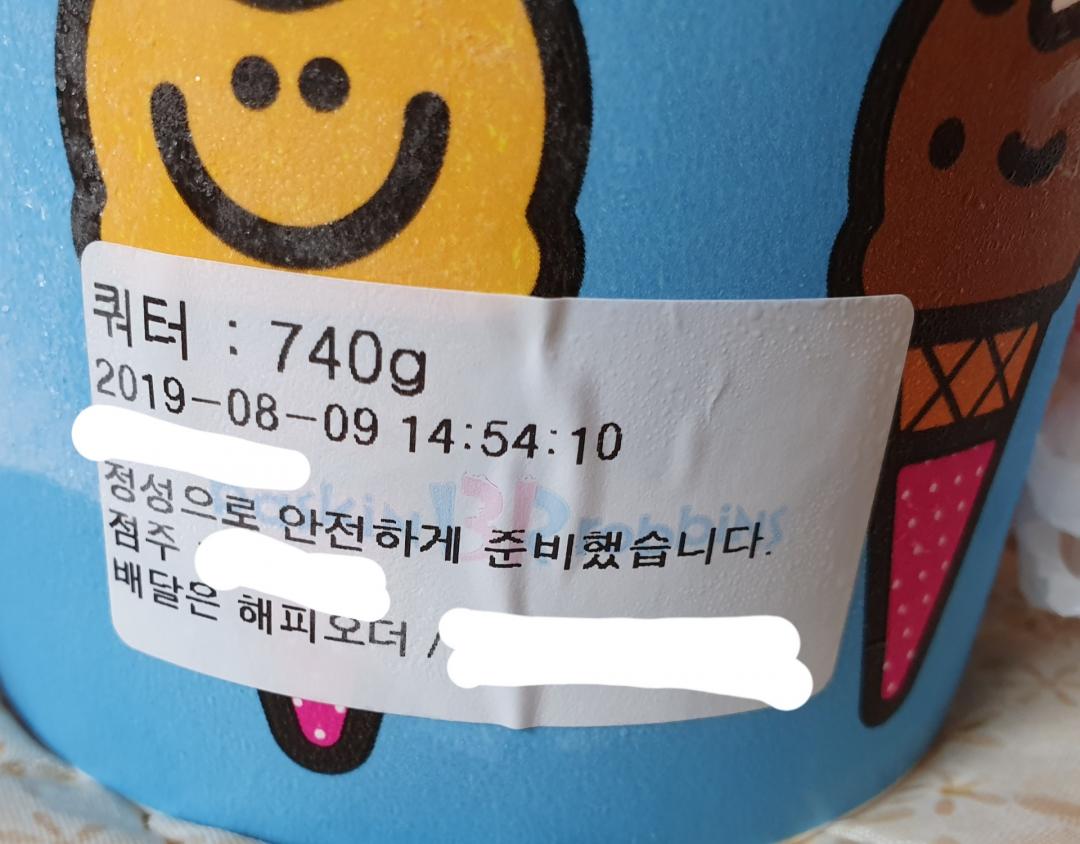 쿼터 : 740g
2019-08-09 14:54:10
정성으로 안전하게 준비했습니다.
점주
배달은 해피오더 /